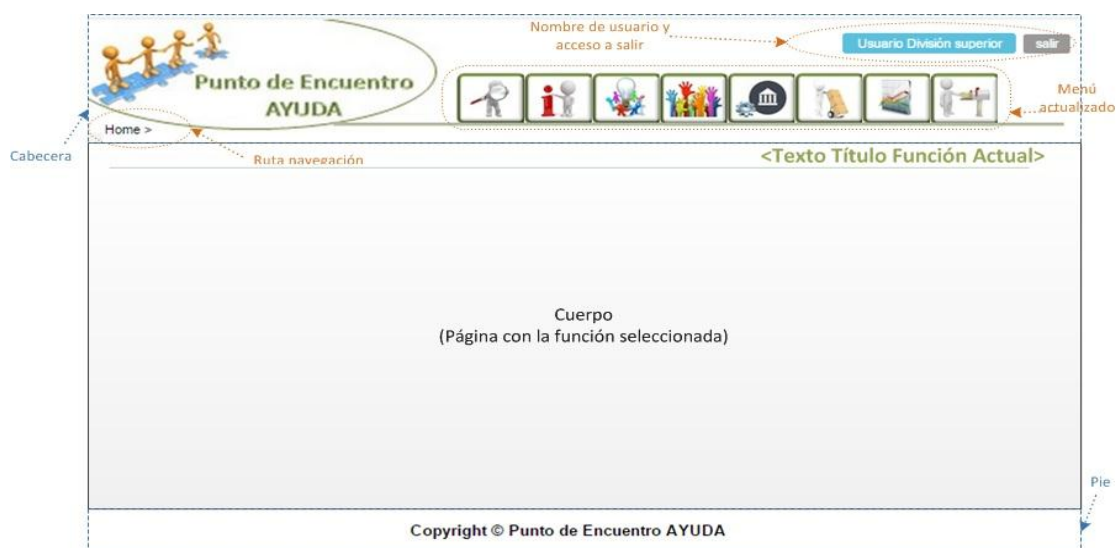 Nombre de usuario y
acceso a salir
Usuario División superior
salir
Punto de Encuentro
AYUDA
Menú
actualizado
Home >
Cabecera
Ruta navegación
<Texto Título Función Actual>
Cuerpo
(Página con la función seleccionada)
Pie
Copyright © Punto de Encuentro AYUDA